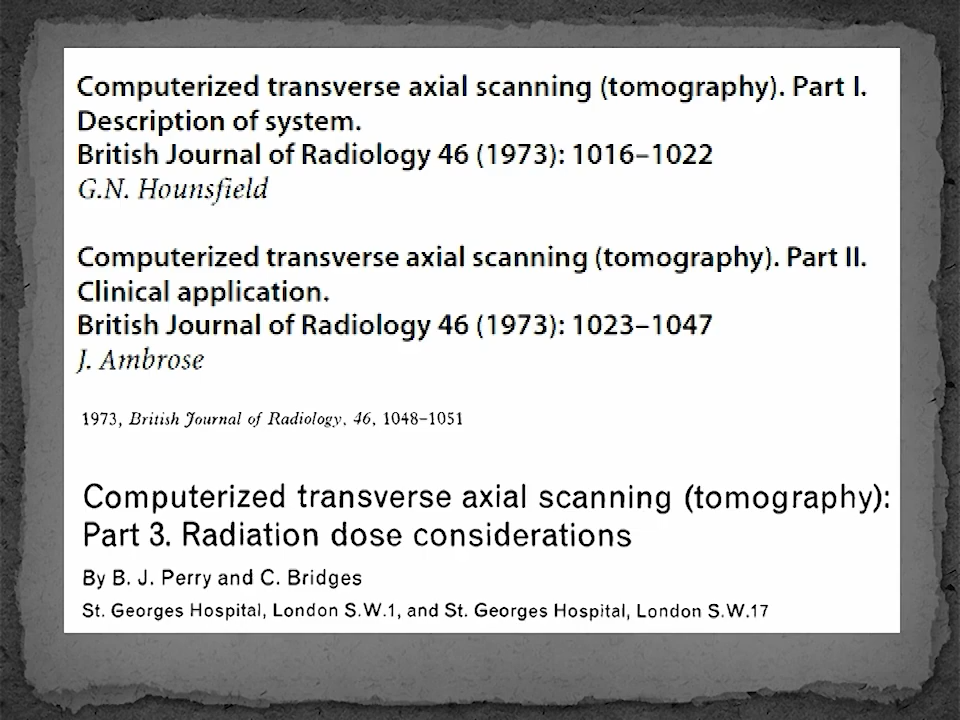 Computerized transverse axial scanning (tomography). Part I.
Description of system.
British Journal of Radiology 46 (1973): 1016–1022
G.N. Hounsfield
Computerized transverse axial scanning (tomography). Part II.
Clinical application.
British Journal of Radiology 46 (1973): 1023–1047
J. Ambrose
1973, British Journal of Radiology, 46, 1048–1051
Computerized transverse axial scanning (tomography):
Part 3. Radiation dose considerations
By B. J. Perry and C. Bridges
St. Georges Hospital, London S.W.1, and St. Georges Hospital, London S.W.17